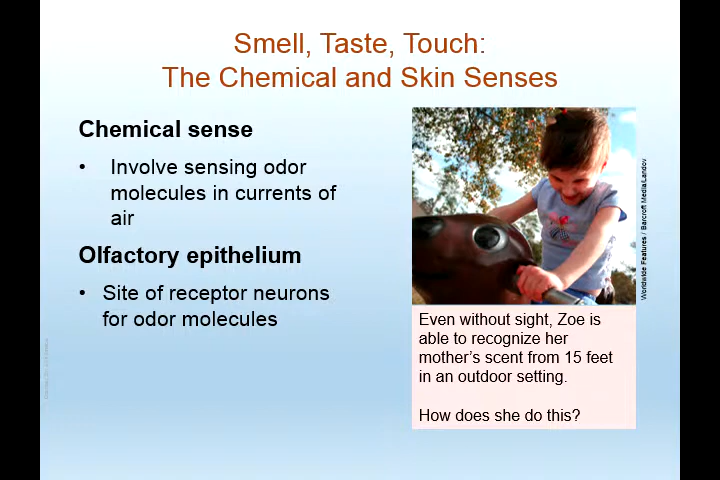 Smell, Taste, Touch:
The Chemical and Skin Senses
Chemical sense
• Involve sensing odor
molecules in currents of
air
Olfactory epithelium
• Site of receptor neurons
for odor molecules
Worldwide Features / Barcroft Media/Landov
Even without sight, Zoe is
able to recognize her
mother's scent from 15 feet
in an outdoor setting.
How does she do this?